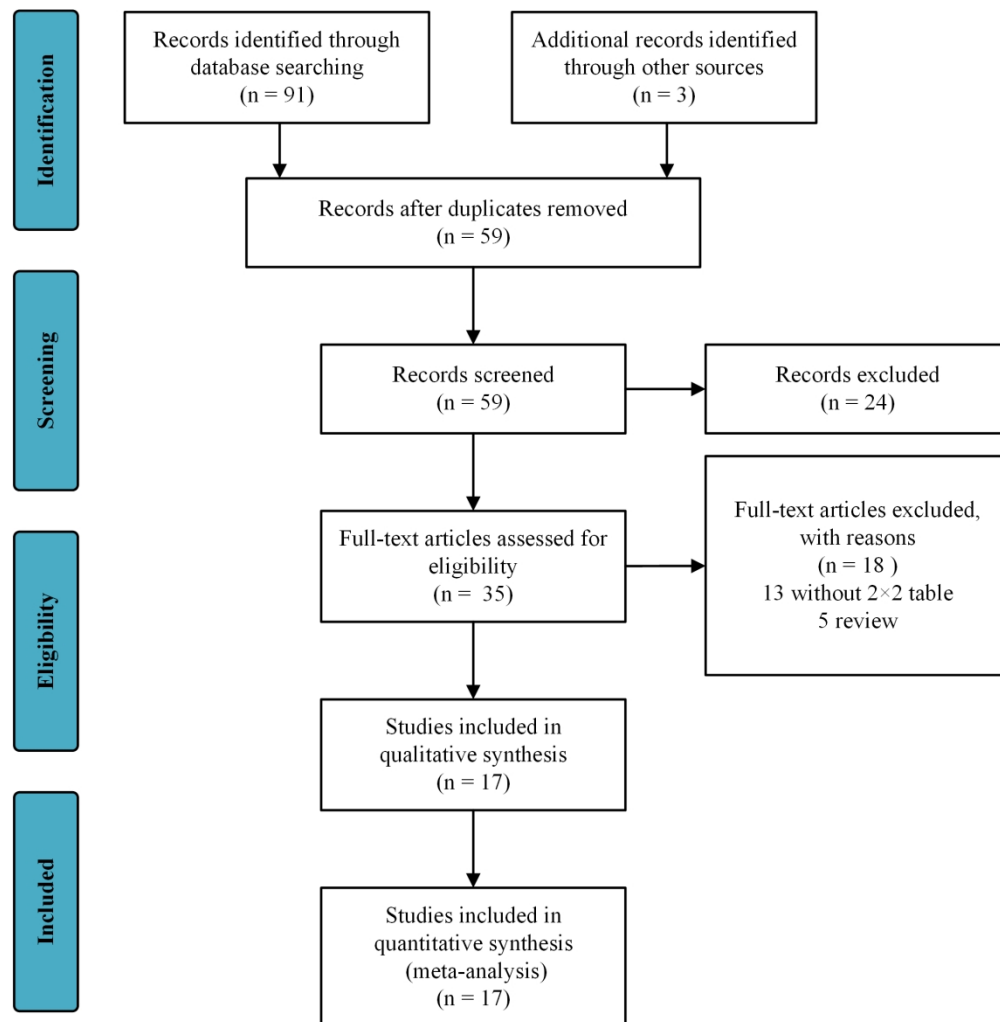 Identification
Records identified through
database searching
(n = 91)
Additional records identified
through other sources
(n = 3)
Records after duplicates removed
(n = 59)
Screening
Records screened
(n = 59)
Records excluded
(n = 24)
Eligibility
Full-text articles assessed for
eligibility
(n = 35)
Full-text articles excluded,
with reasons
(n = 18 )
13 without 2×2 table
5 review
Studies included in
qualitative synthesis
(n = 17)
Included
Studies included in
quantitative synthesis
(meta-analysis)
(n = 17)